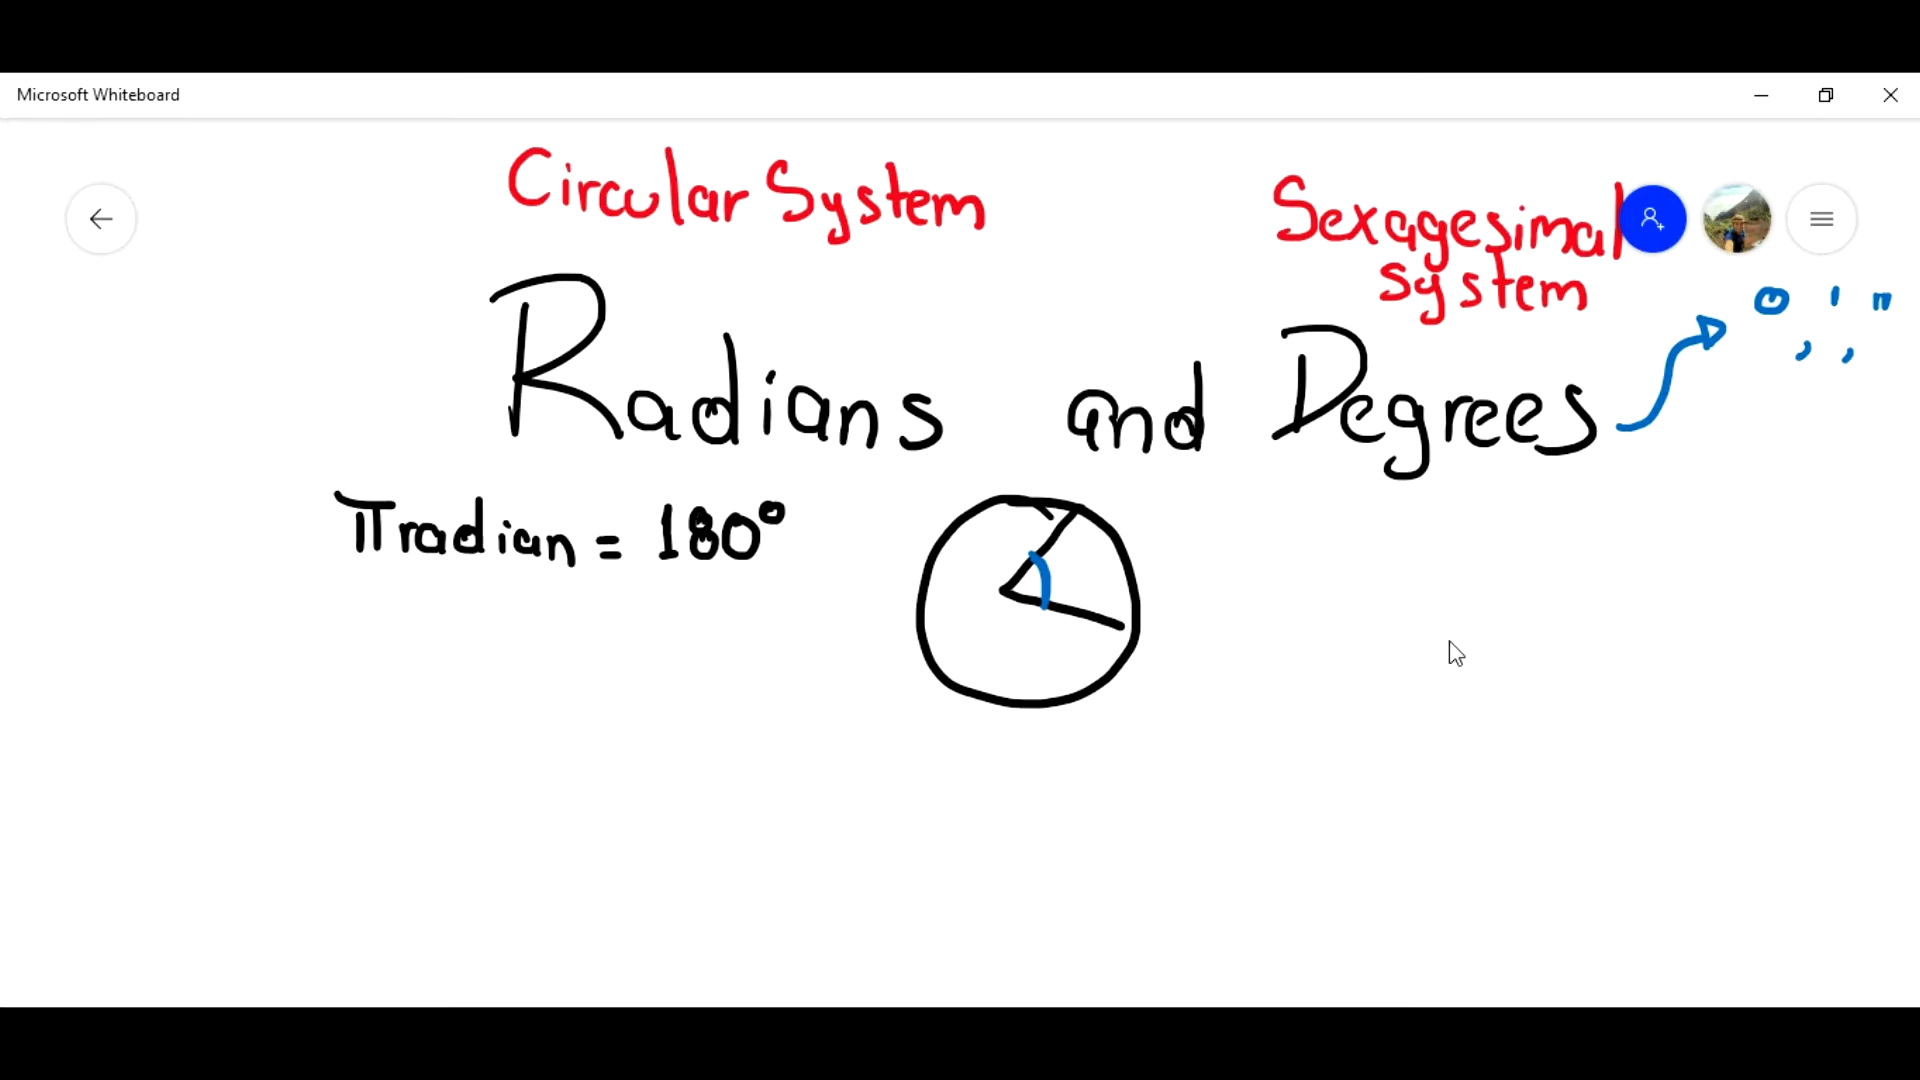 Microsoft Whiteboard
Circular System
Sexagesimal
system
° ' "
, ,
Radians and Degrees
π radian = 180°